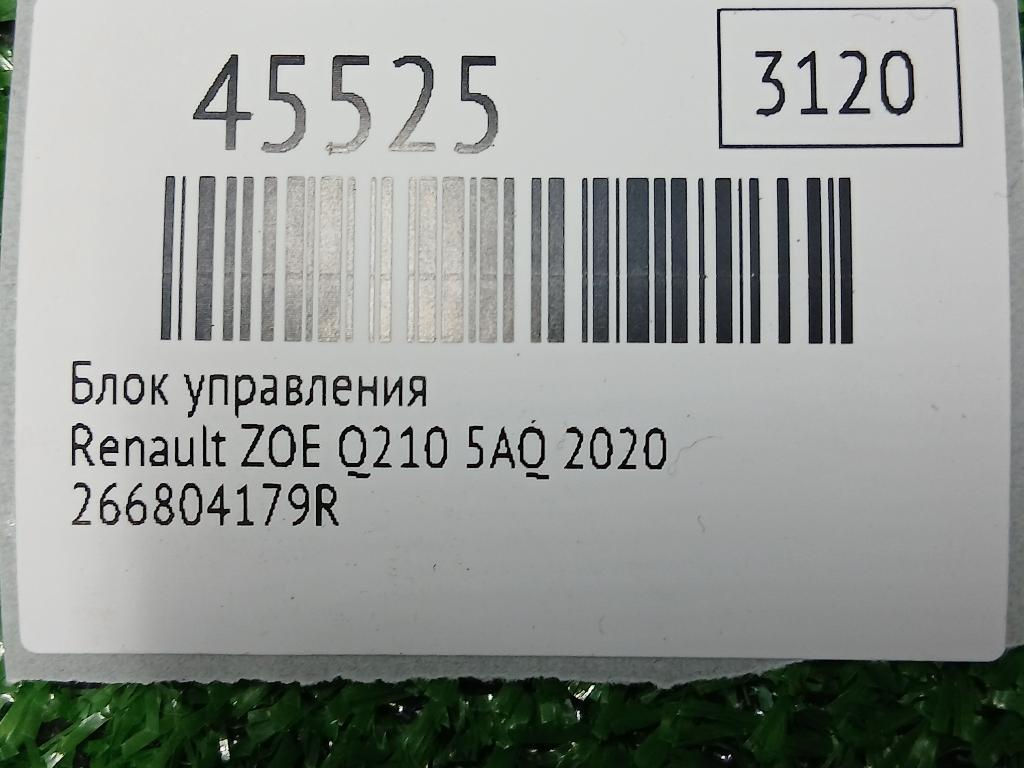 45525
3120
Блок управления
Renault ZOE Q210 5AQ 2020
266804179R